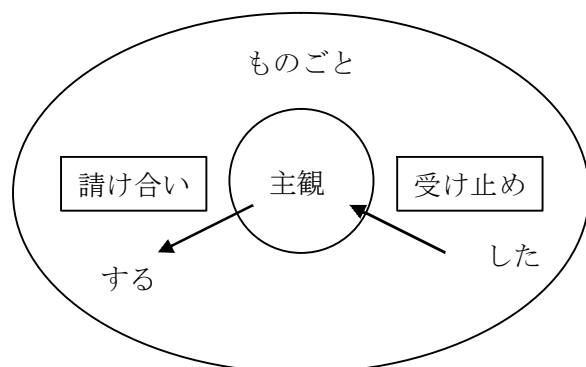 ものごと
請け合い
主観
受け止め
する
した